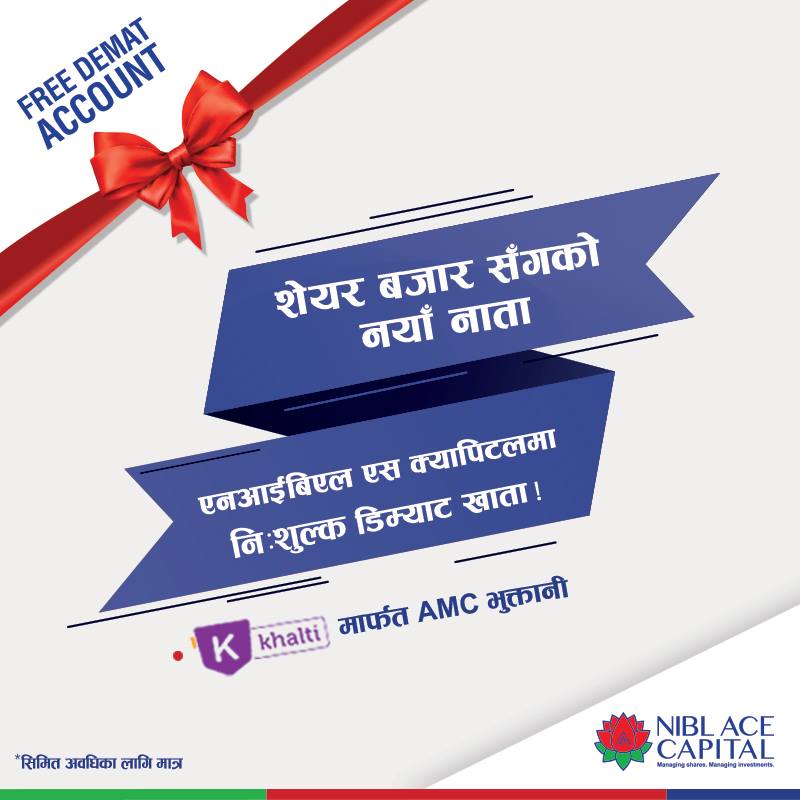 FREE DEMAT
ACCOUNT
शेयर बजार सँगको
नयाँ नाता
एनआईबिएल एस क्यापिटलमा
नि:शुल्क डिम्याट खाता!
K khalti मार्फत AMC भुक्तानी
*सिमित अवधिका लागि मात्र
NIBL ACE
CAPITAL
Managing shares. Managing investments.